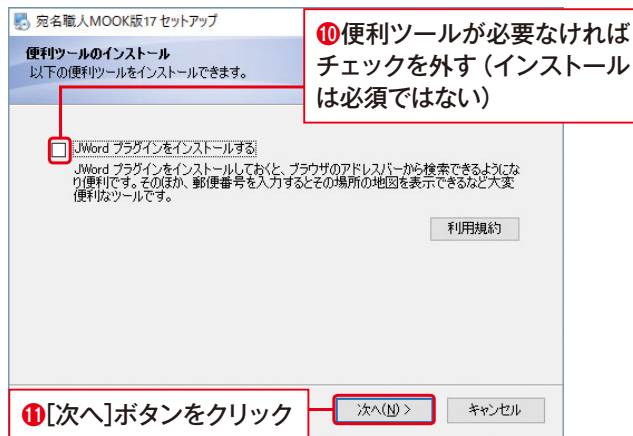 宛名職人MOOK版17 セットアップ
便利ツールのインストール
以下の便利ツールをインストールできます。
❿便利ツールが必要なければ
チェックを外す（インストール
は必須ではない）
JWord プラグインをインストールする
JWord プラグインをインストールしておくと、ブラウザのアドレスバーから検索できるようにな
り便利です。そのほか、郵便番号を入力するとその場所の地図を表示できるなど大変
便利なツールです。
利用規約
⓫[次へ]ボタンをクリック
次へ(N) >
キャンセル